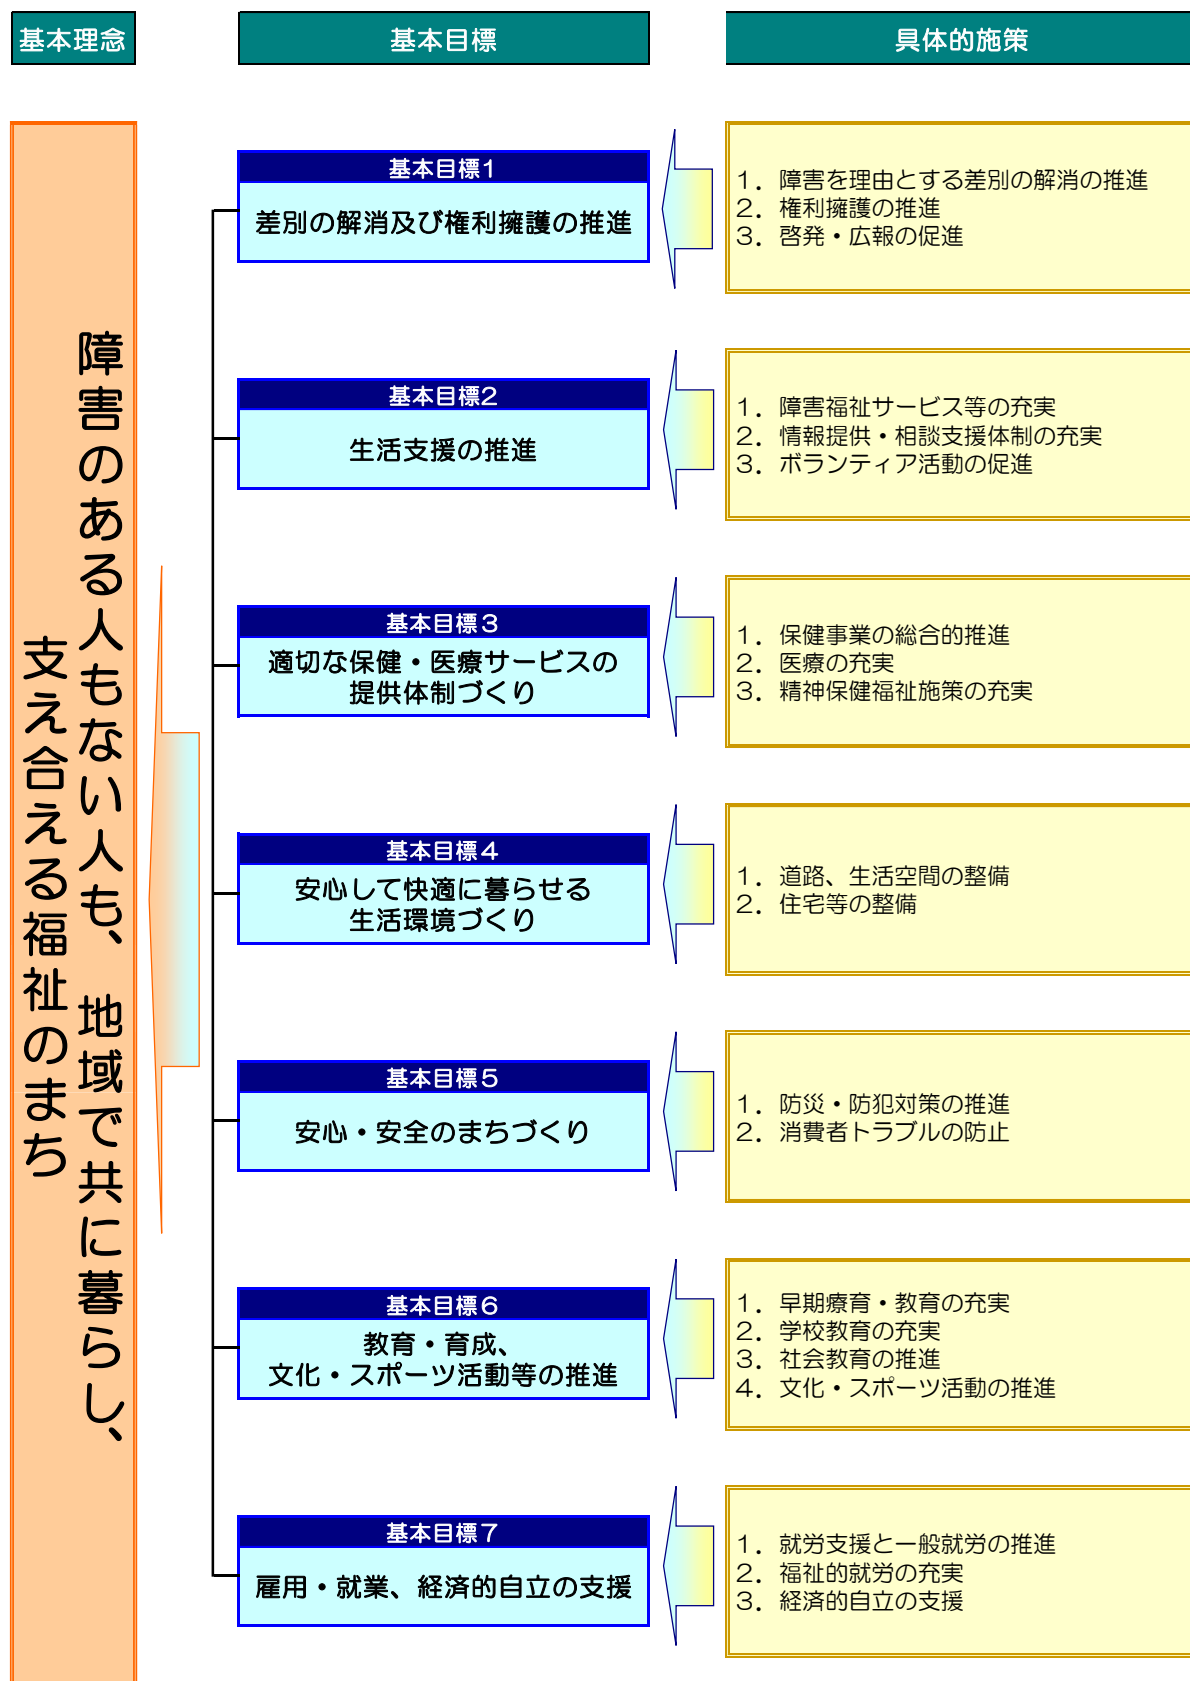 基本理念
基本目標
具体的施策
障害のある人もない人も、地域で共に暮らし、
支え合える福祉のまち
基本目標1
差別の解消及び権利擁護の推進
1．障害を理由とする差別の解消の推進
2．権利擁護の推進
3．啓発・広報の促進
基本目標2
生活支援の推進
1．障害福祉サービス等の充実
2．情報提供・相談支援体制の充実
3．ボランティア活動の促進
基本目標３
適切な保健・医療サービスの
提供体制づくり
1．保健事業の総合的推進
2．医療の充実
3．精神保健福祉施策の充実
基本目標４
安心して快適に暮らせる
生活環境づくり
1．道路、生活空間の整備
2．住宅等の整備
基本目標５
安心・安全のまちづくり
1．防災・防犯対策の推進
2．消費者トラブルの防止
基本目標６
教育・育成、
文化・スポーツ活動等の推進
1．早期療育・教育の充実
2．学校教育の充実
3．社会教育の推進
4．文化・スポーツ活動の推進
基本目標７
雇用・就業、経済的自立の支援
1．就労支援と一般就労の推進
2．福祉的就労の充実
3．経済的自立の支援